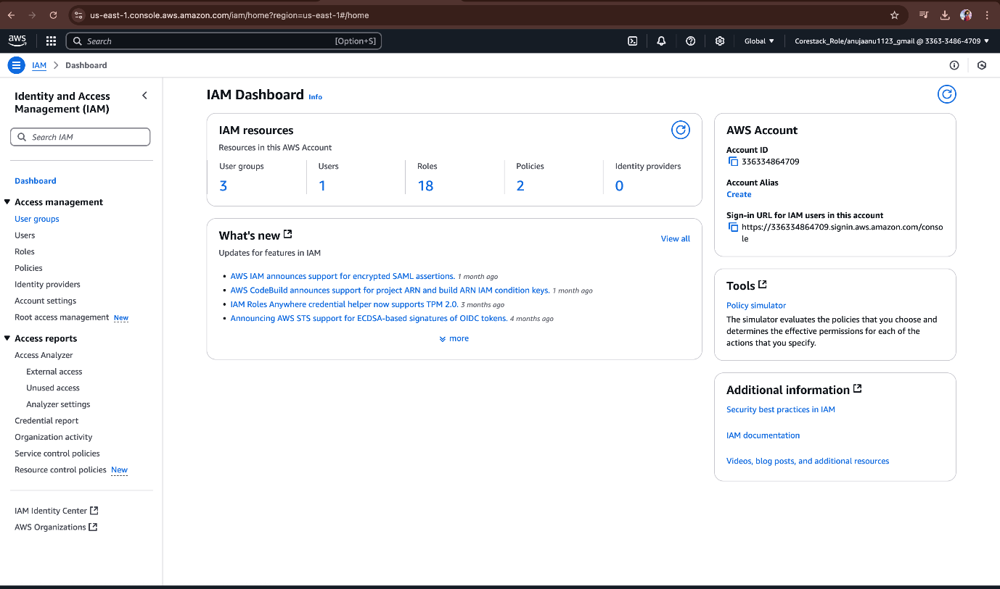 us-east-1.console.aws.amazon.com/iam/home?region=us-east-1#/home
aws
Search
[Option+S]
Global
Corestack_Role/anujaanu1123_gmail @ 3363-3486-4709
IAM
Dashboard
Identity and Access
Management (IAM)
Search IAM
Dashboard
Access management
User groups
Users
Roles
Policies
Identity providers
Account settings
Root access management New
Access reports
Access Analyzer
External access
Unused access
Analyzer settings
Credential report
Organization activity
Service control policies
Resource control policies New
IAM Identity Center
AWS Organizations
IAM Dashboard Info
IAM resources
Resources in this AWS Account
User groups
3
Users
1
Roles
18
Policies
2
Identity providers
0
What's new
View all
Updates for features in IAM
• AWS IAM announces support for encrypted SAML assertions. 1 month ago
• AWS CodeBuild announces support for project ARN and build ARN IAM condition keys. 1 month ago
• IAM Roles Anywhere credential helper now supports TPM 2.0. 3 months ago
• Announcing AWS STS support for ECDSA-based signatures of OIDC tokens. 4 months ago
more
AWS Account
Account ID
336334864709
Account Alias
Create
Sign-in URL for IAM users in this account
https://336334864709.signin.aws.amazon.com/conso
le
Tools
Policy simulator
The simulator evaluates the policies that you choose and
determines the effective permissions for each of the
actions that you specify.
Additional information
Security best practices in IAM
IAM documentation
Videos, blog posts, and additional resources